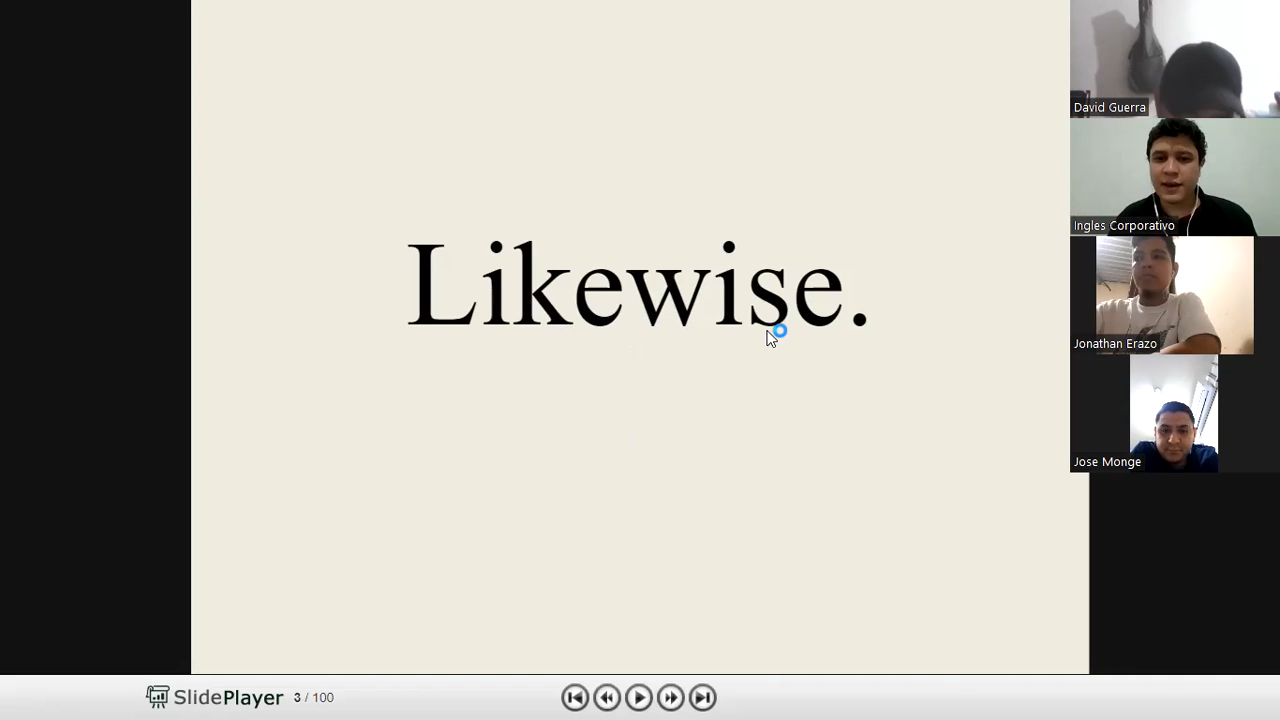 Likewise.
David Guerra
Ingles Corporativo
Jonathan Erazo
Jose Monge
SlidePlayer 3 / 100